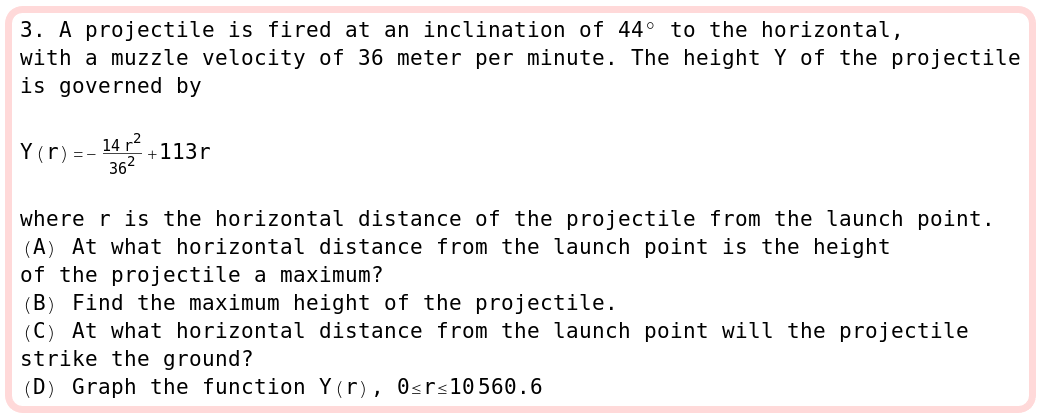 3. A projectile is fired at an inclination of 44° to the horizontal,
with a muzzle velocity of 36 meter per minute. The height Y of the projectile
is governed by
Y(r)=-\frac{14 r^2}{36^2}+113r
where r is the horizontal distance of the projectile from the launch point.
(A) At what horizontal distance from the launch point is the height
of the projectile a maximum?
(B) Find the maximum height of the projectile.
(C) At what horizontal distance from the launch point will the projectile
strike the ground?
(D) Graph the function Y(r), 0≤r≤10560.6